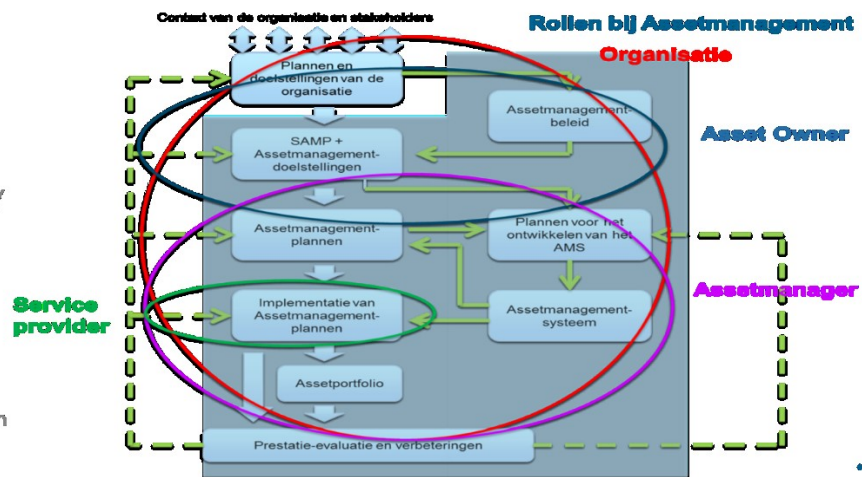 Context van de organisatie en stakeholders
Rollen bij Assetmanagement
Organisatie
Plannen en
doelstellingen van de
organisatie
Assetmanagement-
beleid
Asset Owner
SAMP +
Assetmanagement-
doelstellingen
Assetmanagement-
plannen
Plannen voor het
ontwikkelen van het
AMS
Assetmanager
Service
provider
Implementatie van
Assetmanagement-
plannen
Assetmanagement-
systeem
Assetportfolio
Prestatie-evaluatie en verbeteringen